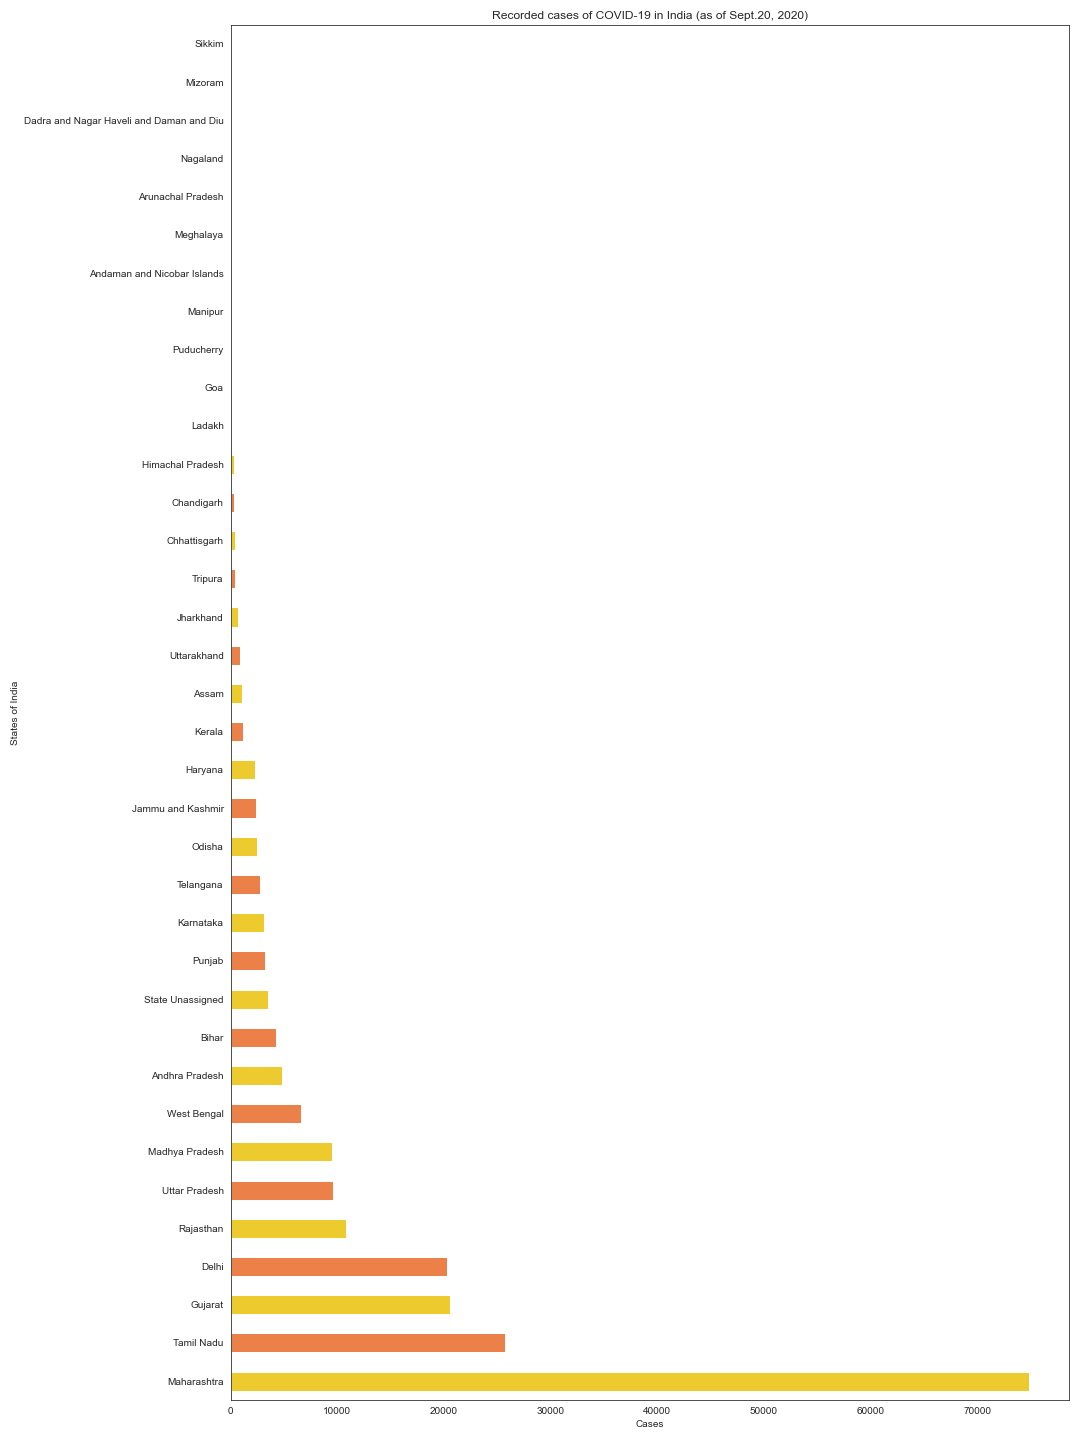 Recorded cases of COVID-19 in India (as of Sept.20, 2020)
Sikkim
Mizoram
Dadra and Nagar Haveli and Daman and Diu
Nagaland
Arunachal Pradesh
Meghalaya
Andaman and Nicobar Islands
Manipur
Puducherry
Goa
Ladakh
Himachal Pradesh
Chandigarh
Chhattisgarh
Tripura
Jharkhand
Uttarakhand
Assam
Kerala
Haryana
Jammu and Kashmir
Odisha
Telangana
Karnataka
Punjab
State Unassigned
Bihar
Andhra Pradesh
West Bengal
Madhya Pradesh
Uttar Pradesh
Rajasthan
Delhi
Gujarat
Tamil Nadu
Maharashtra
States of India
0 10000 20000 30000 40000 50000 60000 70000
Cases